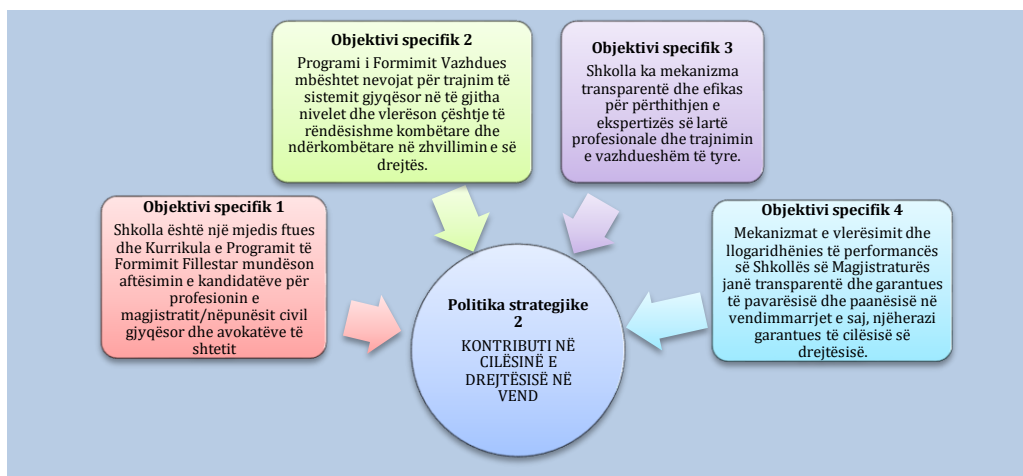 Objektivi specifik 1
Shkolla është një mjedis ftues
dhe Kurrikula e Programit të
Formimit Fillestar mundëson
aftësimin e kandidatëve për
profesionin e
magjistratit/nëpunësit civil
gjyqësor dhe avokatëve të
shtetit
Objektivi specifik 2
Programi i Formimit Vazhdues
mbështet nevojat për trajnim të
sistemit gjyqësor në të gjitha
nivelet dhe vlerëson çështje të
rëndësishme kombëtare dhe
ndërkombëtare në zhvillimin e së
drejtës.
Objektivi specifik 3
Shkolla ka mekanizma
transparentë dhe efikas
për përthithjen e
ekspertizës së lartë
profesionale dhe trajnimin
e vazhdueshëm të tyre.
Objektivi specifik 4
Mekanizmat e vlerësimit dhe
llogaridhënies të performancës
së Shkollës së Magjistraturës
janë transparentë dhe garantues
të pavarësisë dhe paanësisë në
vendimmarrjet e saj, njëherazi
garantues të cilësisë së
drejtësisë.
Politika strategjike
2
KONTRIBUTI NË
CILËSINË E
DREJTËSISË NË
VEND